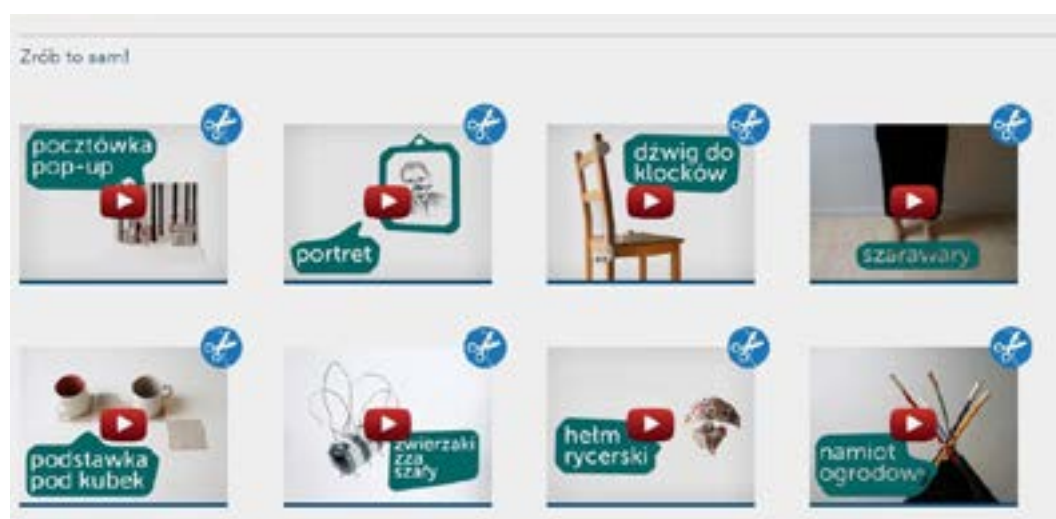 Zrób to sam!
pocztówka
pop-up
portret
dźwig do
klocków
szarawary
podstawka
pod kubek
zwierzaki
zza
szafy
hełm
rycerski
namiot
ogrodowy